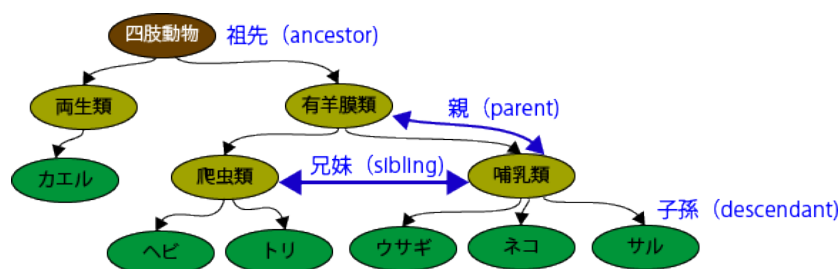 四肢動物
祖先（ancestor)
両生類
有羊膜類
親（parent)
カエル
爬虫類
兄妹（sibling)
哺乳類
子孫（descendant)
ヘビ
トリ
ウサギ
ネコ
サル